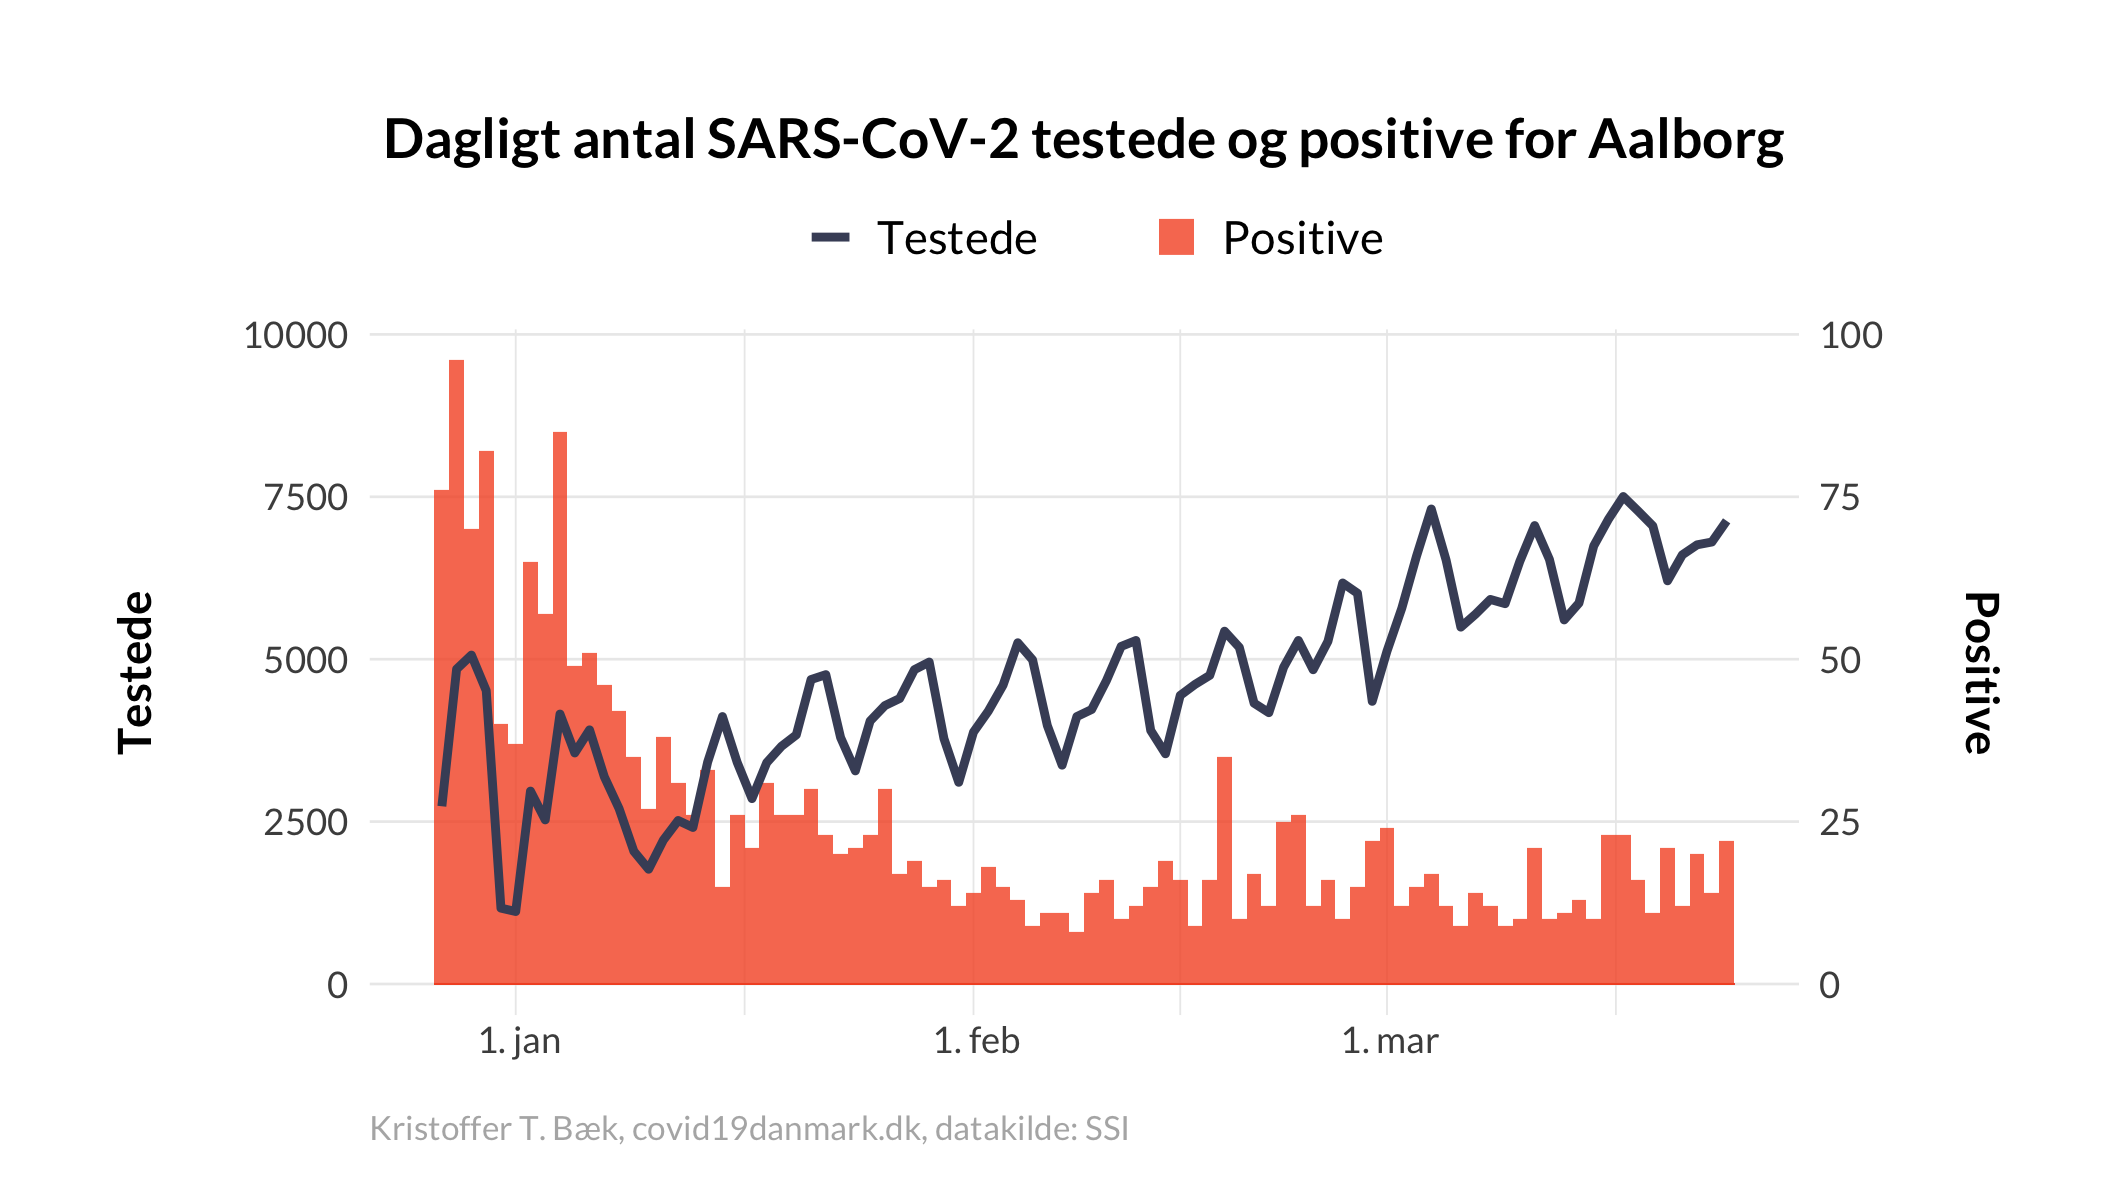 Dagligt antal SARS-CoV-2 testede og positive for Aalborg
Testede
Positive
10000
7500
5000
2500
0
100
75
50
25
0
Testede
Positive
1. jan
1. feb
1. mar
Kristoffer T. Bæk, covid19danmark.dk, datakilde: SSI